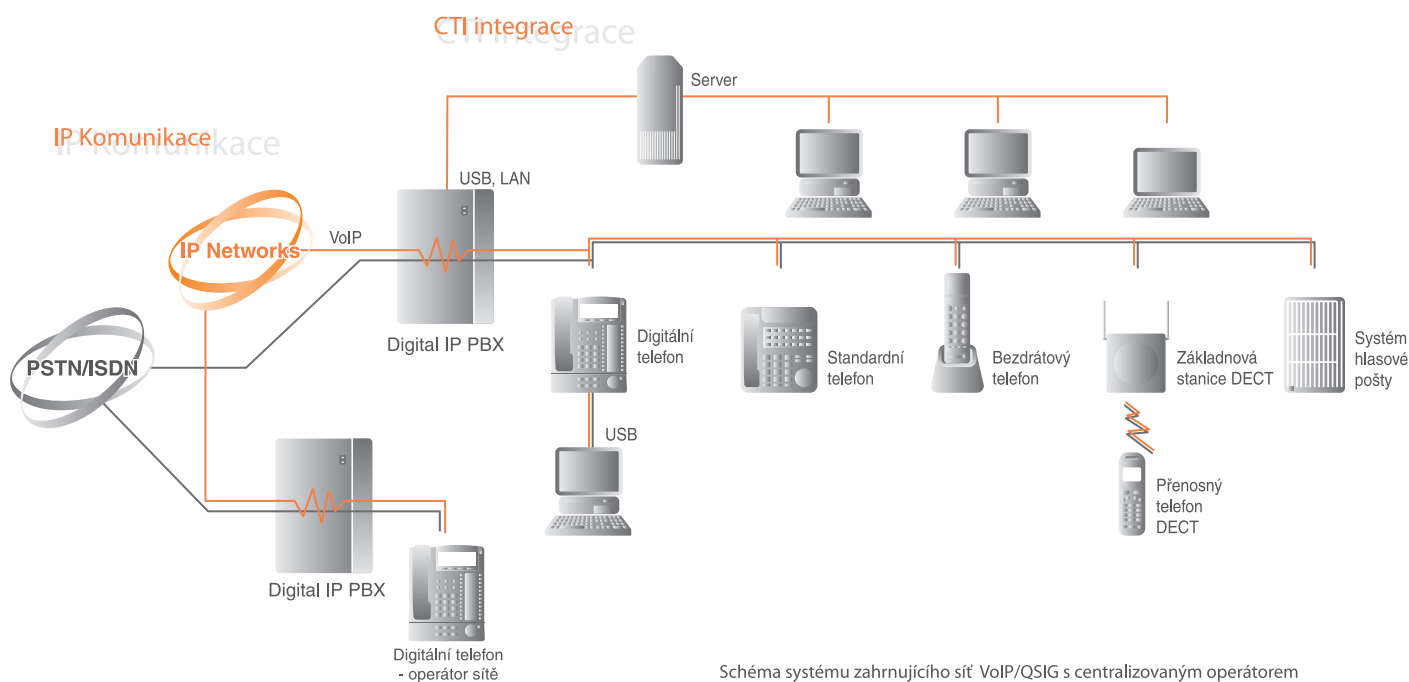 CTI integrace
Server
IP Komunikace
USB, LAN
IP Networks
VoIP
Digital IP PBX
PSTN/ISDN
Digitální
telefon
Standardní
telefon
Bezdrátový
telefon
Základnová
stanice DECT
Systém
hlasové
pošty
USB
Přenosný
telefon
DECT
Digital IP PBX
Digitální telefon
- operátor sítě
Schéma systému zahrnujícího síť VoIP/QSIG s centralizovaným operátorem